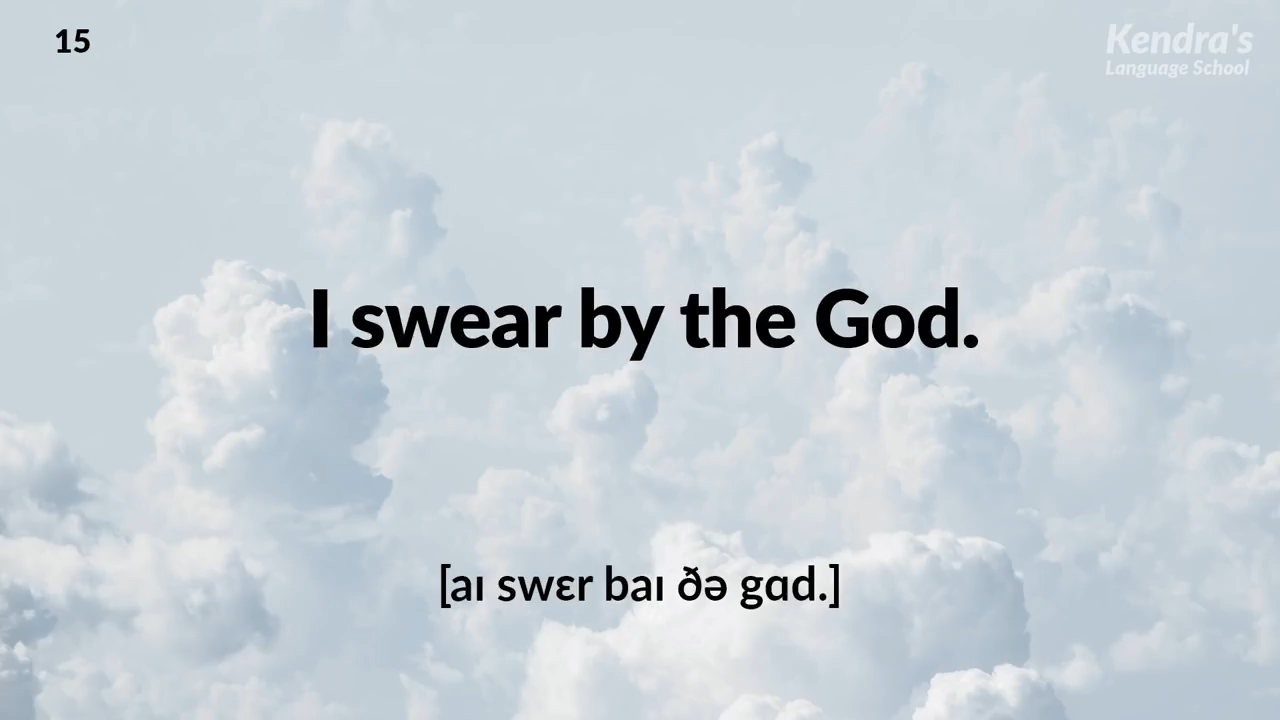 15
Kendra's
Language School
I swear by the God.
[aɪ swɛr baɪ ðə gɑd.]